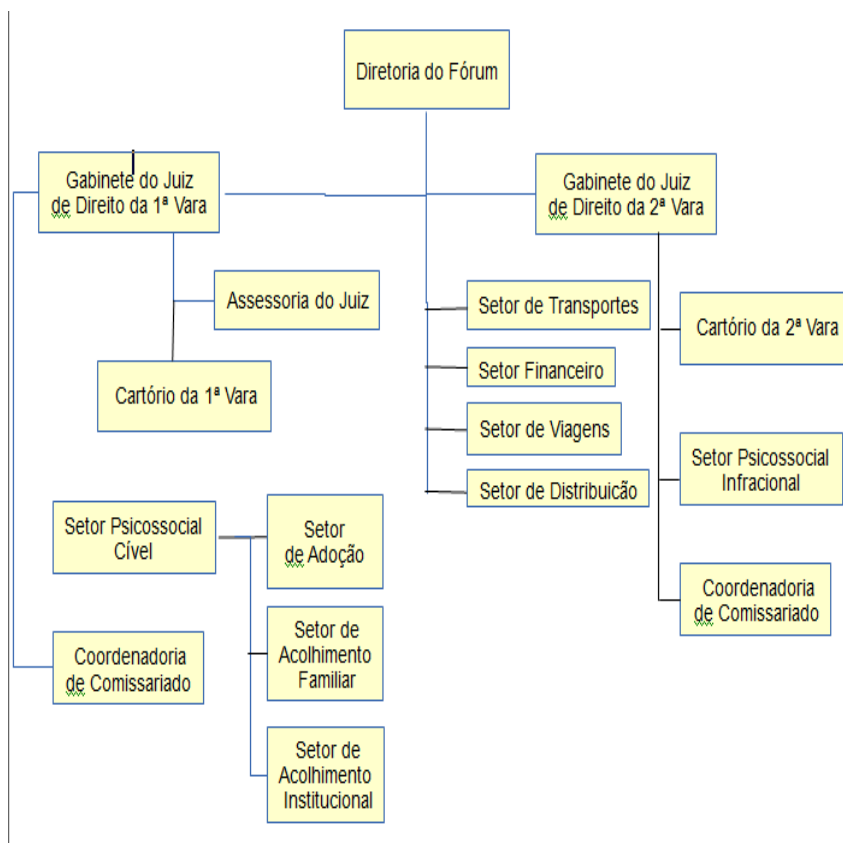 Diretoria do Fórum
Gabinete do Juiz
de Direito da 1ª Vara
Gabinete do Juiz
de Direito da 2ª Vara
Assessoria do Juiz
Cartório da 1ª Vara
Setor de Transportes
Setor Financeiro
Setor de Viagens
Setor de Distribuicão
Cartório da 2ª Vara
Setor Psicossocial
Infracional
Coordenadoria
de Comissariado
Setor Psicossocial
Cível
Setor
de Adoção
Setor de
Acolhimento
Familiar
Setor de
Acolhimento
Institucional
Coordenadoria
de Comissariado